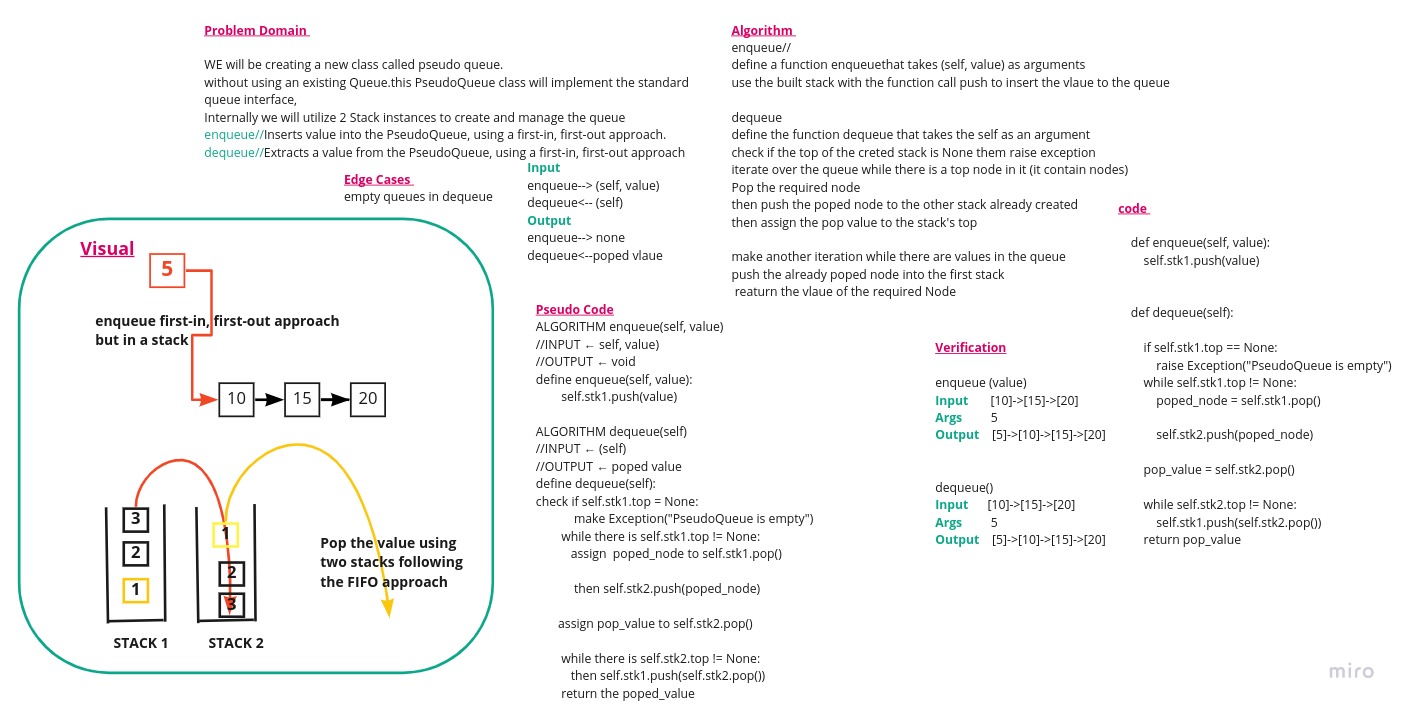 Problem Domain
WE will be creating a new class called pseudo queue.
without using an existing Queue.this PseudoQueue class will implement the standard
queue interface,
Internally we will utilize 2 Stack instances to create and manage the queue
enqueue//Inserts value into the PseudoQueue, using a first-in, first-out approach.
dequeue//Extracts a value from the PseudoQueue, using a first-in, first-out approach
Edge Cases
empty queues in dequeue
Input
enqueue--> (self, value)
dequeue<-- (self)
Output
enqueue--> none
dequeue<--poped vlaue
Visual
5
enqueue first-in, first-out approach
but in a stack
10
15
20
3
2
1
1
2
3
Pop the value using
two stacks following
the FIFO approach
STACK 1
STACK 2
Pseudo Code
ALGORITHM enqueue(self, value)
//INPUT ← self, value)
//OUTPUT ← void
define enqueue(self, value):
self.stk1.push(value)
ALGORITHM dequeue(self)
//INPUT ← (self)
//OUTPUT ← poped value
define dequeue(self):
check if self.stk1.top = None:
make Exception("PseudoQueue is empty")
while there is self.stk1.top != None:
assign  poped_node to self.stk1.pop()
then self.stk2.push(poped_node)
assign pop_value to self.stk2.pop()
while there is self.stk2.top != None:
then self.stk1.push(self.stk2.pop())
return the poped_value
Algorithm
enqueue//
define a function enqueuethat takes (self, value) as arguments
use the built stack with the function call push to insert the vlaue to the queue
dequeue
define the function dequeue that takes the self as an argument
check if the top of the creted stack is None them raise exception
iterate over the queue while there is a top node in it (it contain nodes)
Pop the required node
then push the poped node to the other stack already created
then assign the pop value to the stack's top
make another iteration while there are values in the queue
push the already poped node into the first stack
reaturn the vlaue of the required Node
Verification
enqueue (value)
Input [10]->[15]->[20]
Args 5
Output [5]->[10]->[15]->[20]
dequeue()
Input [10]->[15]->[20]
Args 5
Output [5]->[10]->[15]->[20]
code
def enqueue(self, value):
self.stk1.push(value)
def dequeue(self):
if self.stk1.top == None:
raise Exception("PseudoQueue is empty")
while self.stk1.top != None:
poped_node = self.stk1.pop()
self.stk2.push(poped_node)
pop_value = self.stk2.pop()
while self.stk2.top != None:
self.stk1.push(self.stk2.pop())
return pop_value
miro